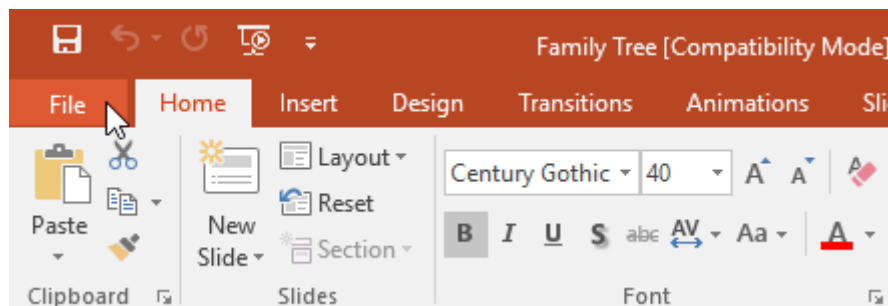 Family Tree [Compatibility Mode]
File Home Insert Design Transitions Animations Sli
Layout
Century Gothic 40 A A A
Paste New Slide Reset
B I U S abc AV Aa A
Section
Clipboard Slides Font